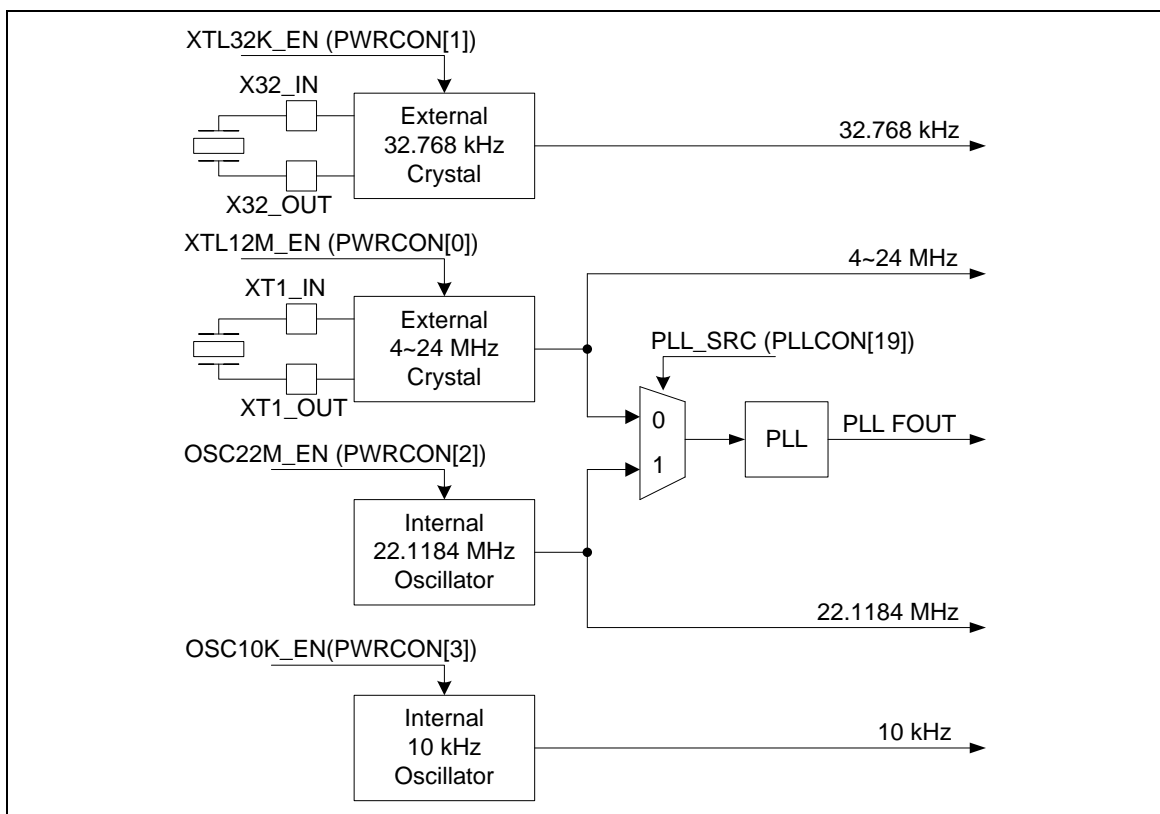 XTL32K_EN (PWRCON[1])
X32_IN
External
32.768 kHz
Crystal
32.768 kHz
X32_OUT
XTL12M_EN (PWRCON[0])
4~24 MHz
XT1_IN
External
4~24 MHz
Crystal
PLL_SRC (PLLCON[19])
XT1_OUT
0
1
PLL
PLL FOUT
OSC22M_EN (PWRCON[2])
Internal
22.1184 MHz
Oscillator
22.1184 MHz
OSC10K_EN(PWRCON[3])
Internal
10 kHz
Oscillator
10 kHz